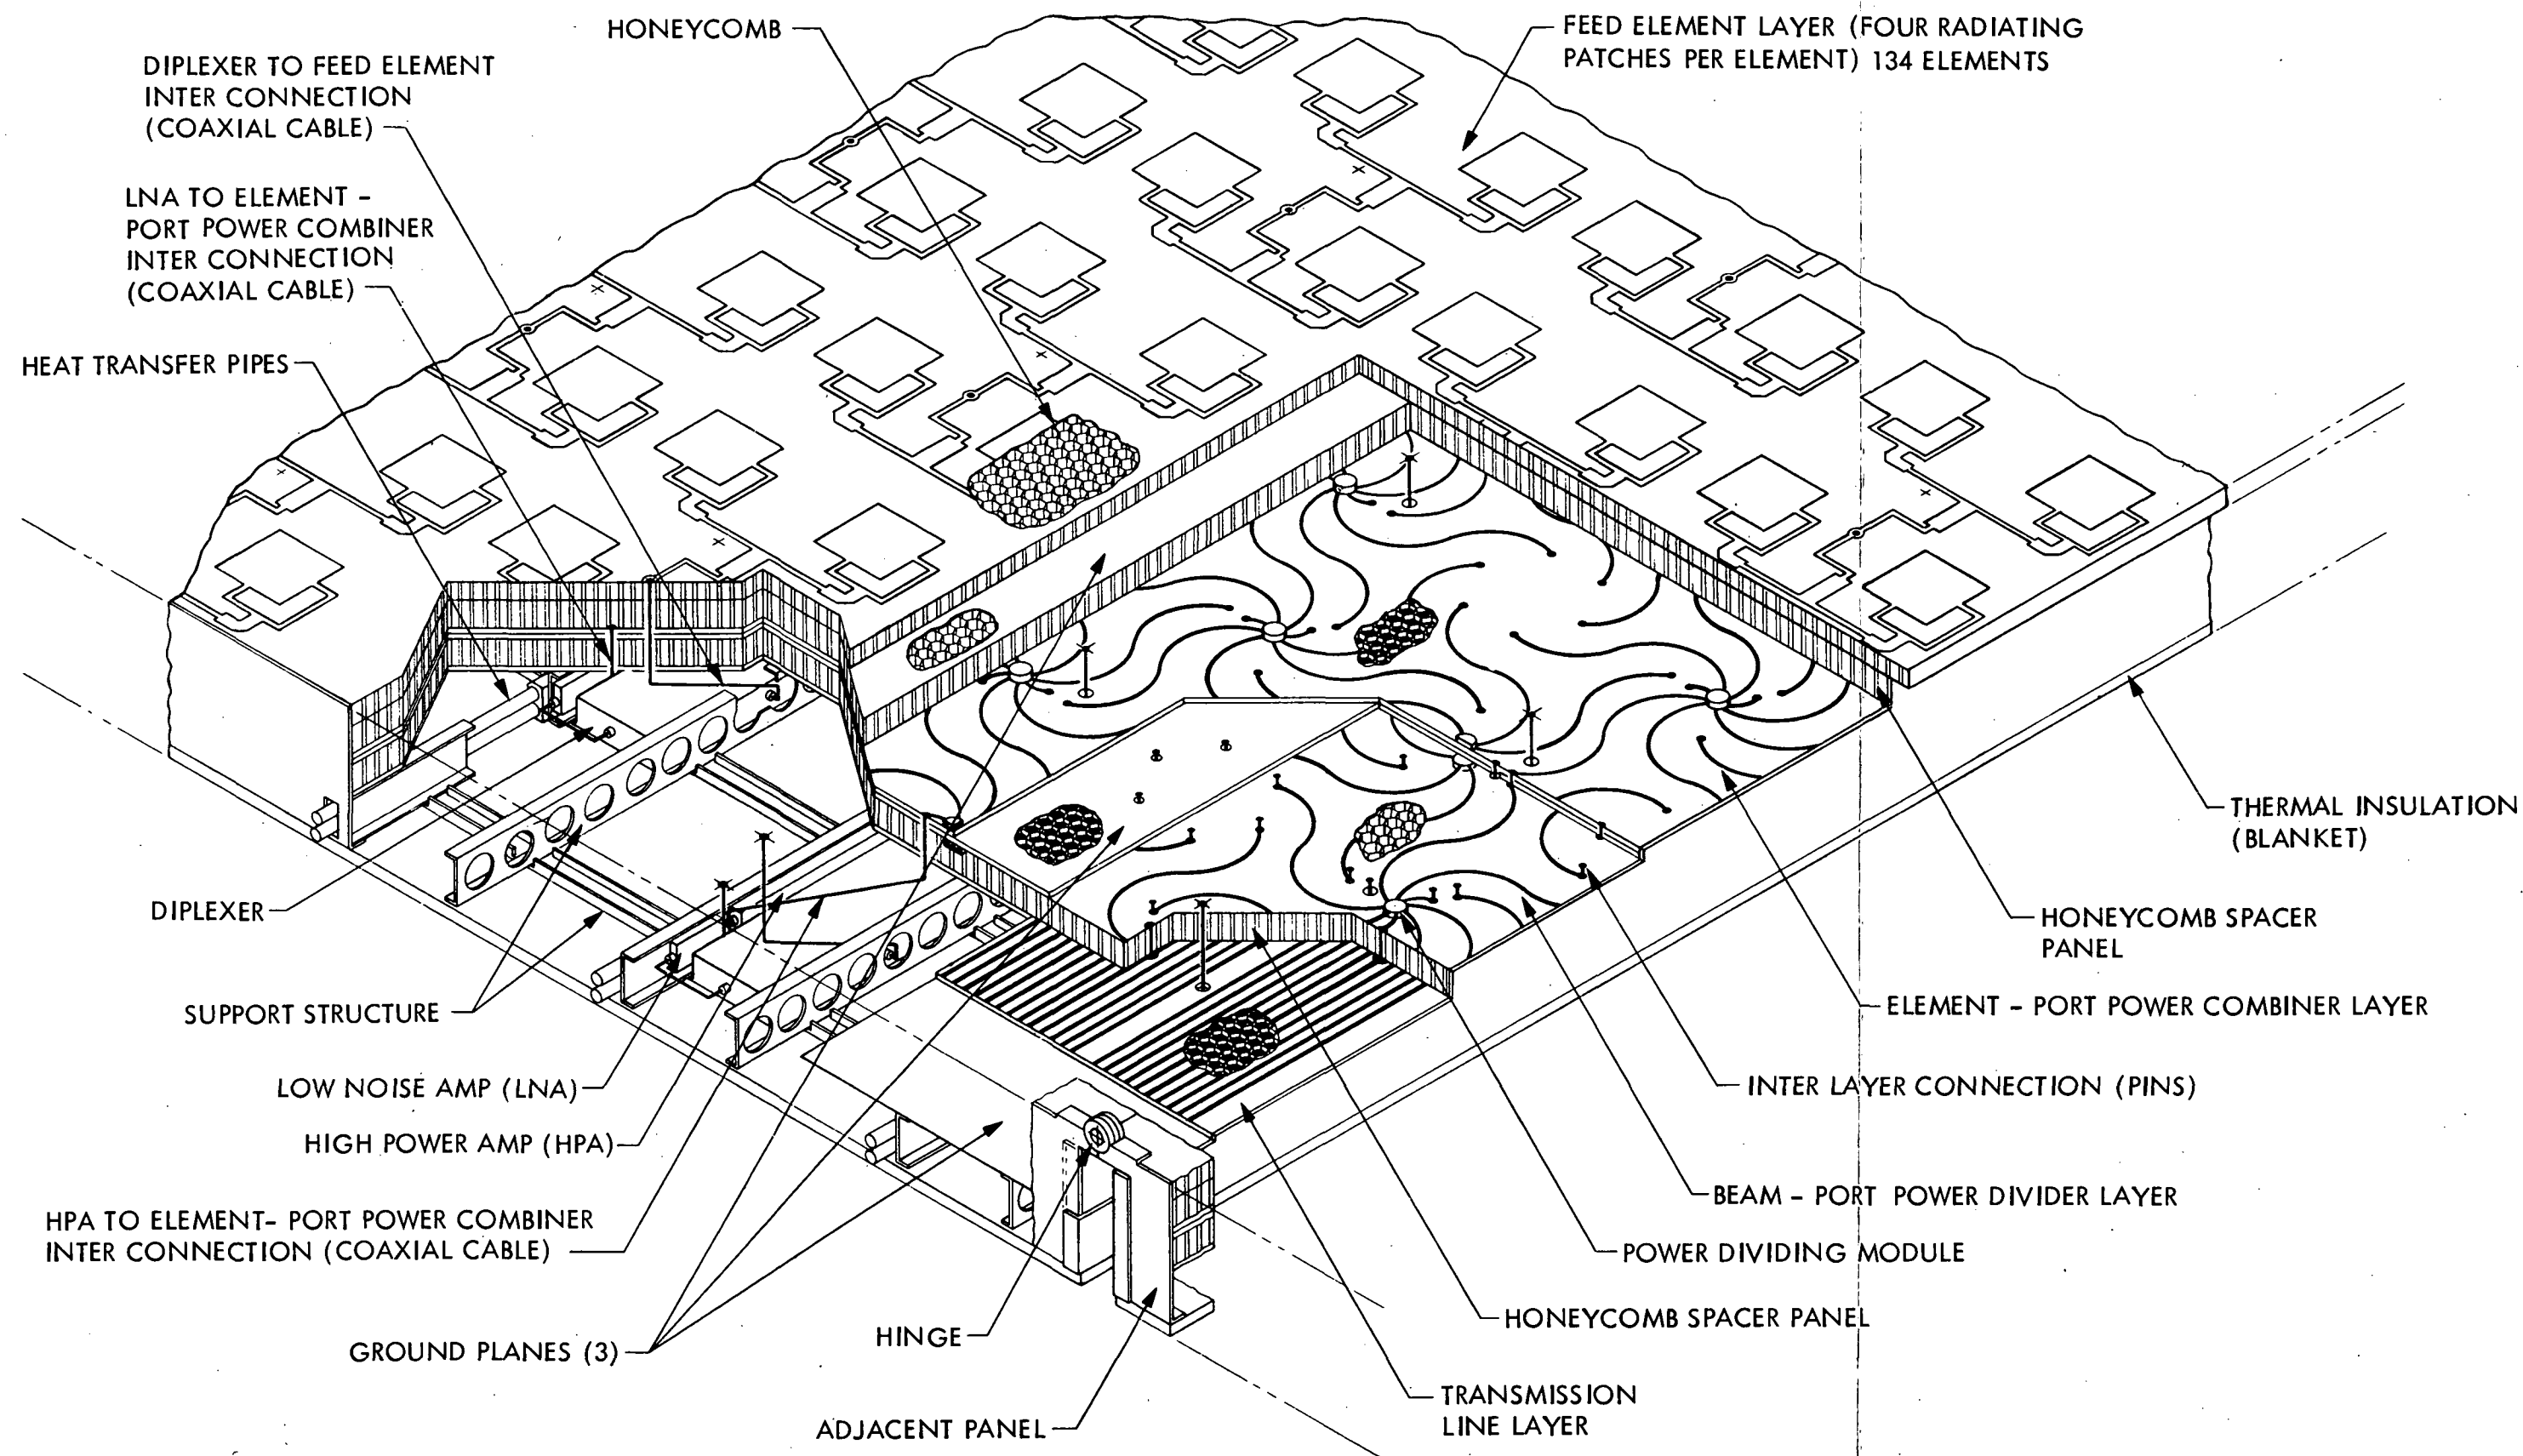 HONEYCOMB
FEED ELEMENT LAYER (FOUR RADIATING
PATCHES PER ELEMENT) 134 ELEMENTS
DIPLEXER TO FEED ELEMENT
INTER CONNECTION
(COAXIAL CABLE)
LNA TO ELEMENT -
PORT POWER COMBINER
INTER CONNECTION
(COAXIAL CABLE)
HEAT TRANSFER PIPES
DIPLEXER
SUPPORT STRUCTURE
LOW NOISE AMP (LNA)
HIGH POWER AMP (HPA)
HPA TO ELEMENT- PORT POWER COMBINER
INTER CONNECTION (COAXIAL CABLE)
GROUND PLANES (3)
HINGE
ADJACENT PANEL
THERMAL INSULATION
(BLANKET)
HONEYCOMB SPACER
PANEL
ELEMENT - PORT POWER COMBINER LAYER
INTER LAYER CONNECTION (PINS)
BEAM - PORT POWER DIVIDER LAYER
POWER DIVIDING MODULE
HONEYCOMB SPACER PANEL
TRANSMISSION
LINE LAYER